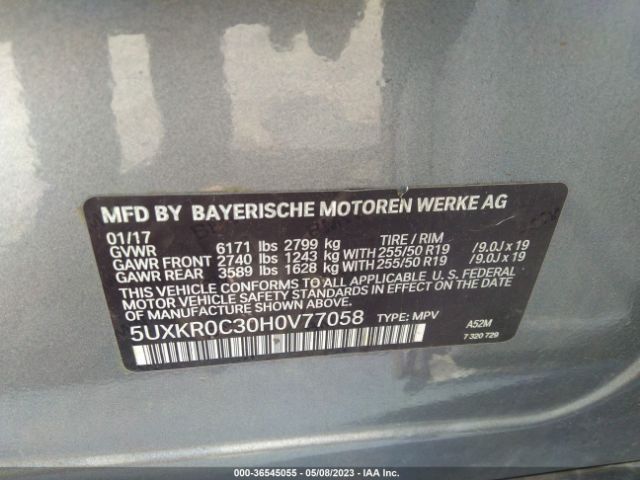 MFD BY BAYERISCHE MOTOREN WERKE AG
01/17 TIRE / RIM
GVWR 6171 lbs 2799 kg
GAWR FRONT 2740 lbs 1243 kg WITH 255/50 R19 /9.0J x 19
GAWR REAR 3589 lbs 1628 kg WITH 255/50 R19 /9.0J x 19
THIS VEHICLE CONFORMS TO ALL APPLICABLE U. S. FEDERAL
MOTOR VEHICLE SAFETY STANDARDS IN EFFECT ON THE DATE
OF MANUFACTURE SHOWN ABOVE.
5UXKR0C30H0V77058 TYPE: MPV
A52M
7 320 729
000-36545055 - 05/08/2023 - IAA Inc.